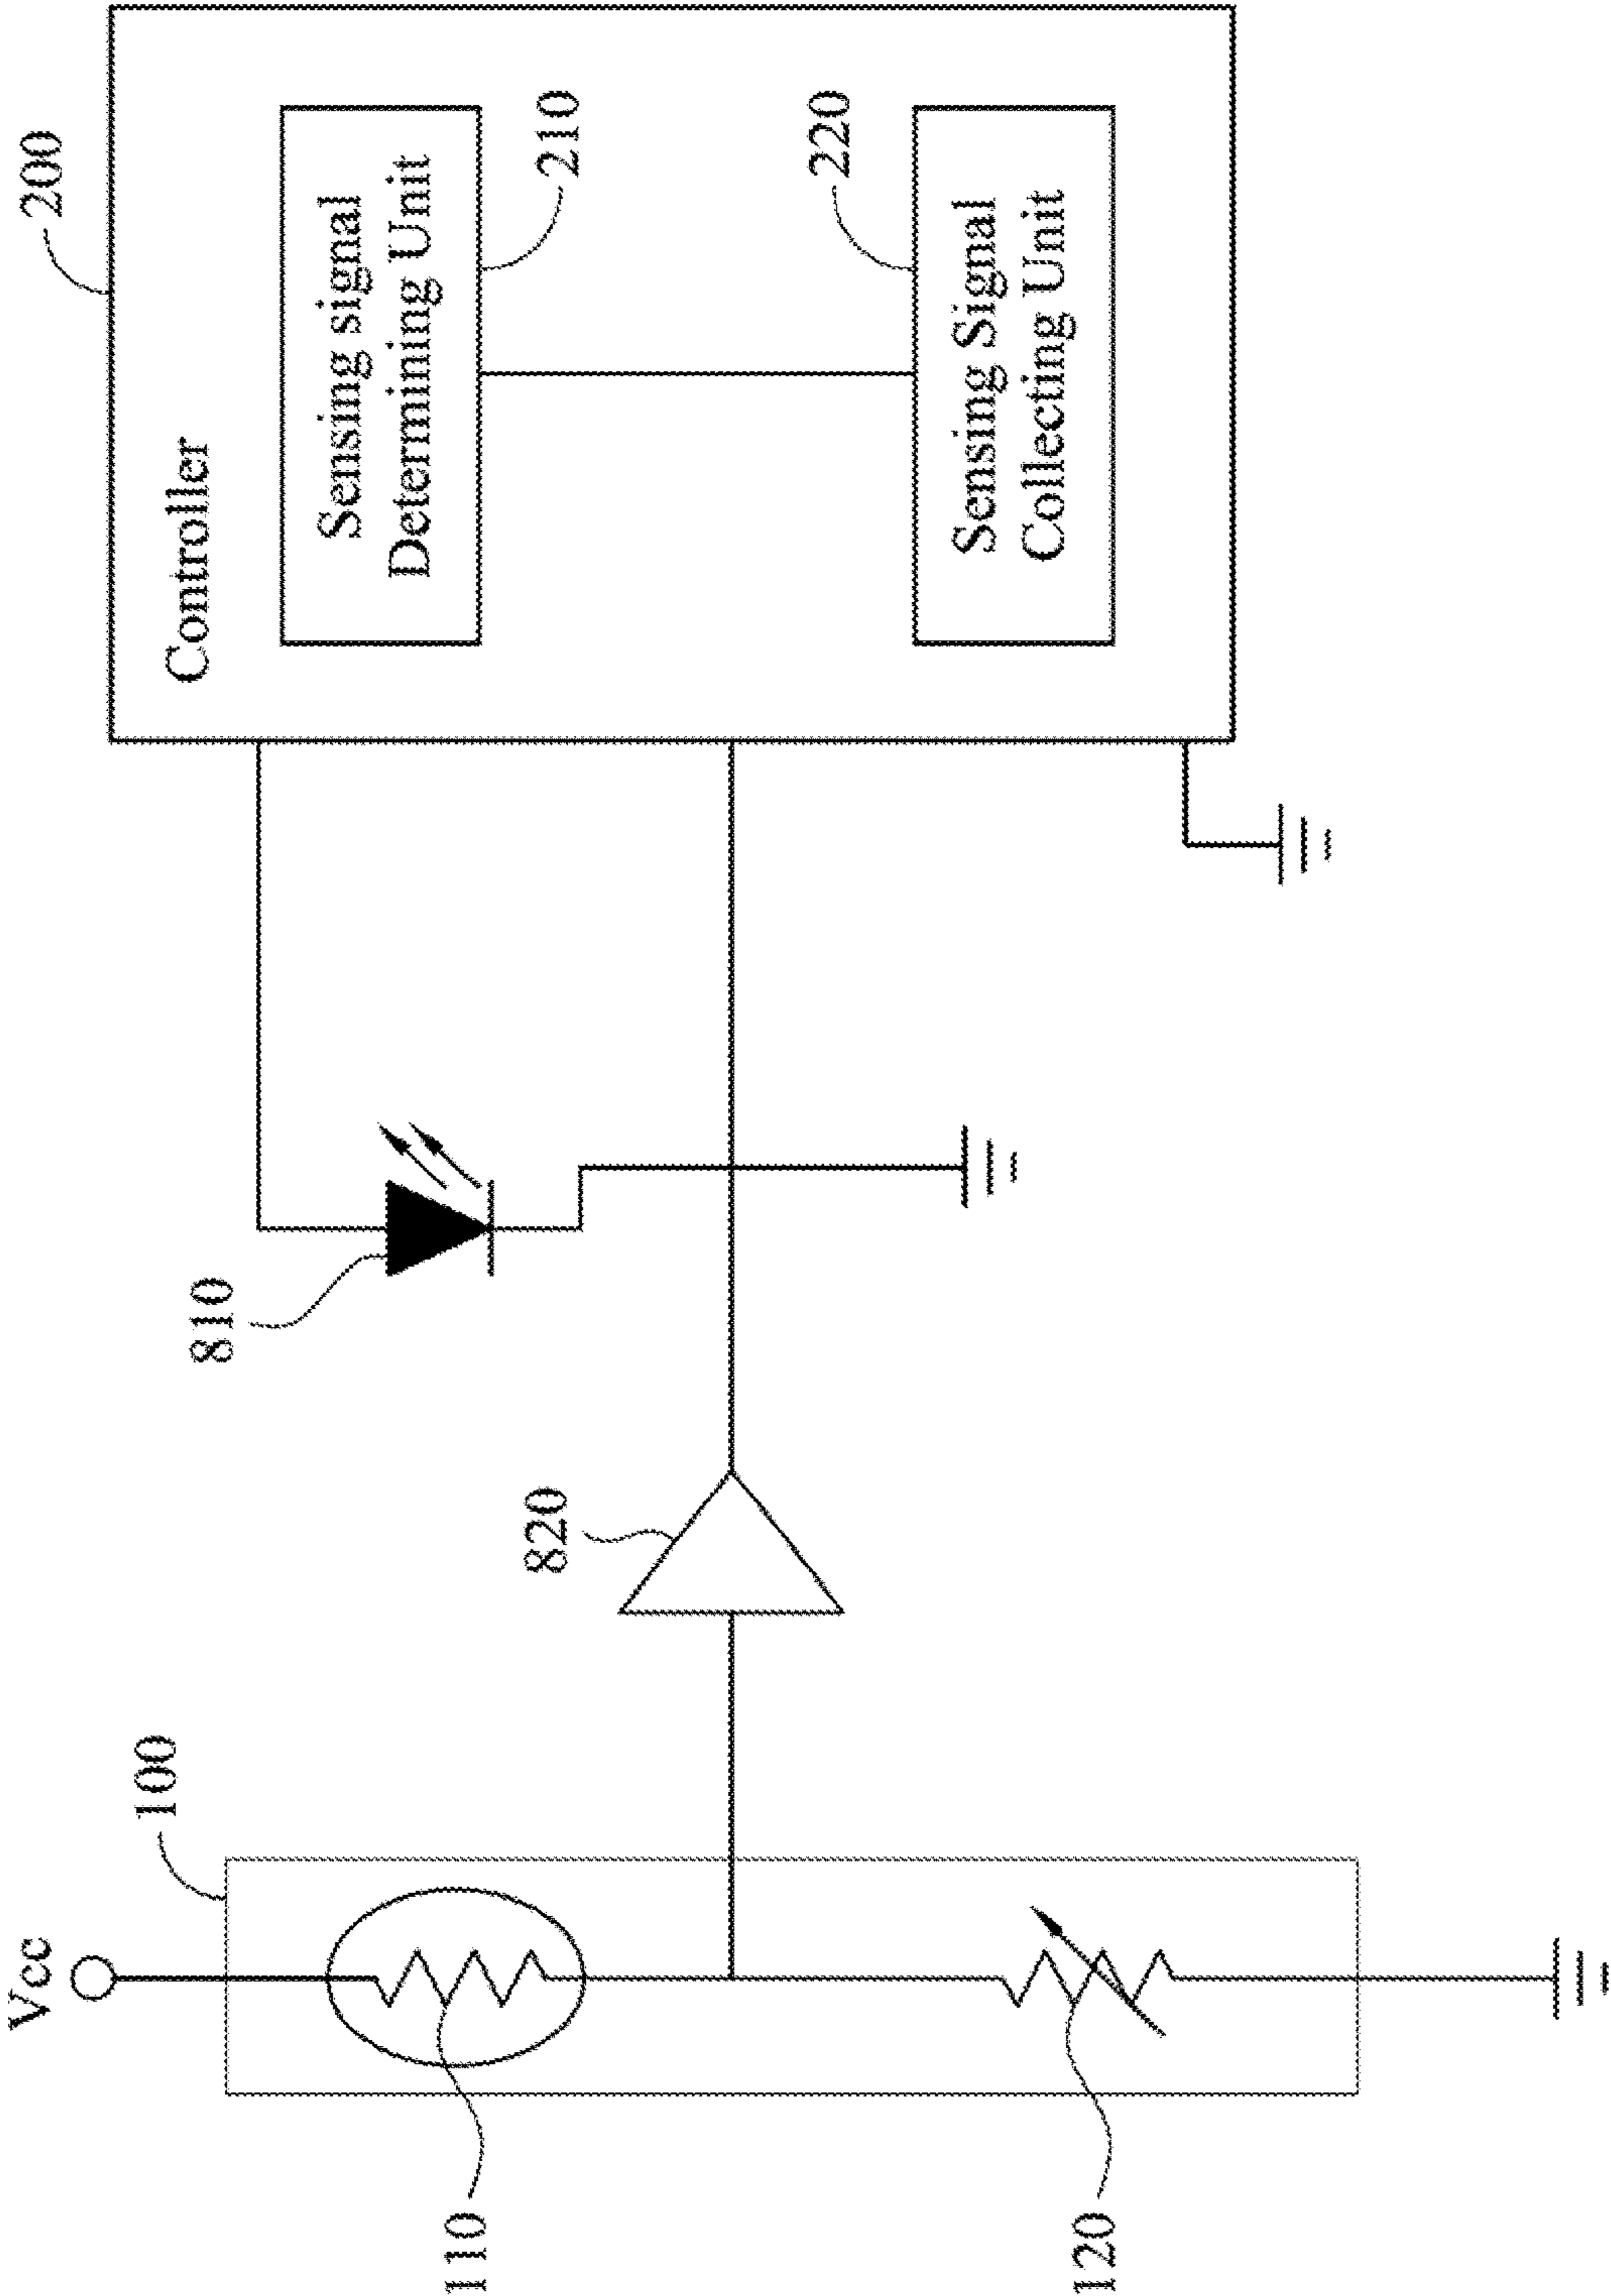 Vcc
100
110
120
820
810
200
Controller
Sensing signal
Determining Unit
210
220
Sensing Signal
Collecting Unit